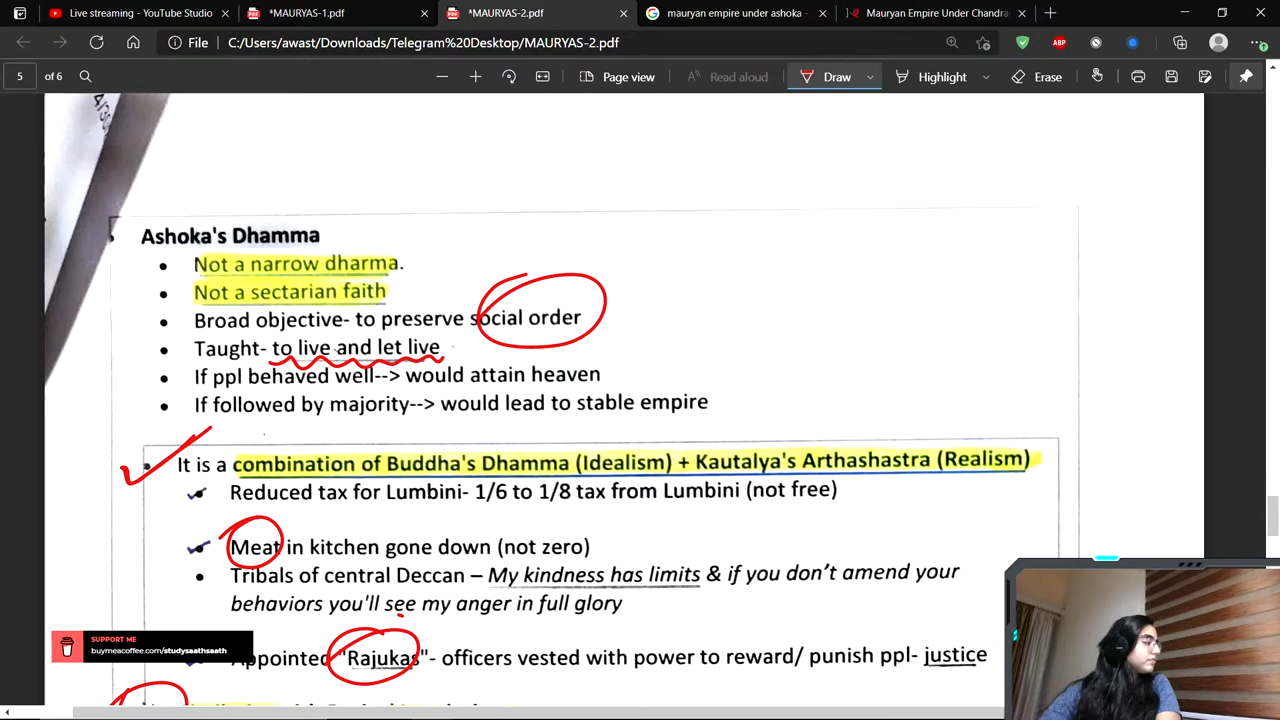 Live streaming - YouTube Studio
*MAURYAS-1.pdf
*MAURYAS-2.pdf
mauryan empire under ashoka -
Mauryan Empire Under Chandra
File
C:/Users/awast/Downloads/Telegram%20Desktop/MAURYAS-2.pdf
5 of 6
Page view
Read aloud
Draw
Highlight
Erase
Ashoka's Dhamma
• Not a narrow dharma.
• Not a sectarian faith
• Broad objective- to preserve social order
• Taught- to live and let live
• If ppl behaved well--> would attain heaven
• If followed by majority--> would lead to stable empire
• It is a combination of Buddha's Dhamma (Idealism) + Kautalya's Arthashastra (Realism)
• Reduced tax for Lumbini- 1/6 to 1/8 tax from Lumbini (not free)
• Meat in kitchen gone down (not zero)
• Tribals of central Deccan – My kindness has limits & if you don't amend your
behaviors you'll see my anger in full glory
Appointed "Rajukas"- officers vested with power to reward/ punish ppl- justice
SUPPORT ME
buymeacoffee.com/studysaathsaath